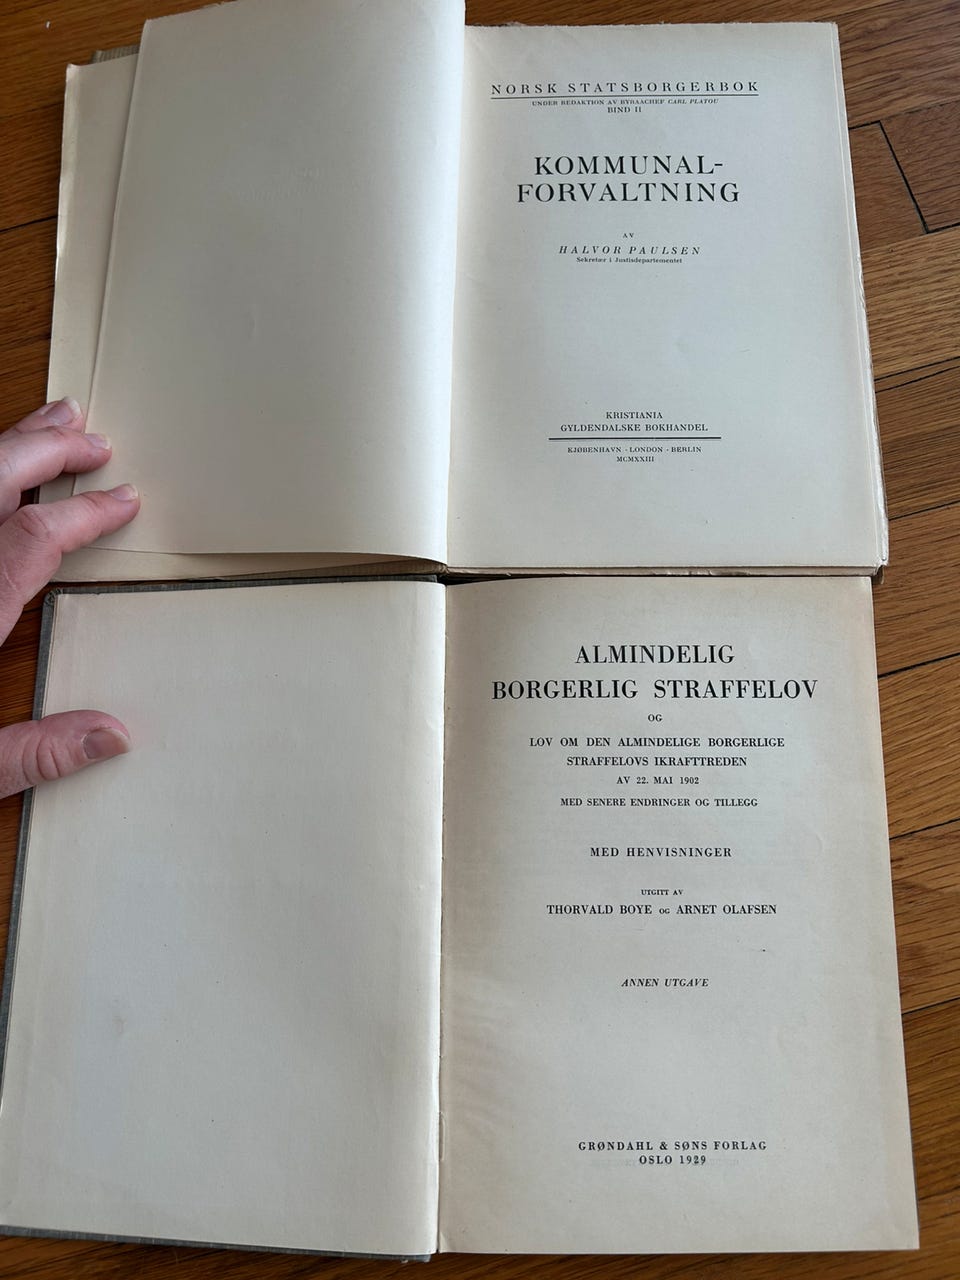 NORSK STATSBORGERBOK
UNDER REDAKTION AV BYRAACHEF CARL PLATOU
BIND II
KOMMUNAL-
FORVALTNING
AV
HALVOR PAULSEN
Sekretær i Justisdepartementet
KRISTIANIA
GYLDENDALSKE BOKHANDEL
KJØBENHAVN - LONDON - BERLIN
MCMXXIII
ALMINDELIG
BORGERLIG STRAFFELOV
OG
LOV OM DEN ALMINDELIGE BORGERLIGE
STRAFFELOVS IKRAFTTREDEN
AV 22. MAI 1902
MED SENERE ENDRINGER OG TILLEGG
MED HENVISNINGER
UTGITT AV
THORVALD BOYE OG ARNET OLAFSEN
ANNEN UTGAVE
GRØNDAHL & SØNS FORLAG
OSLO 1929